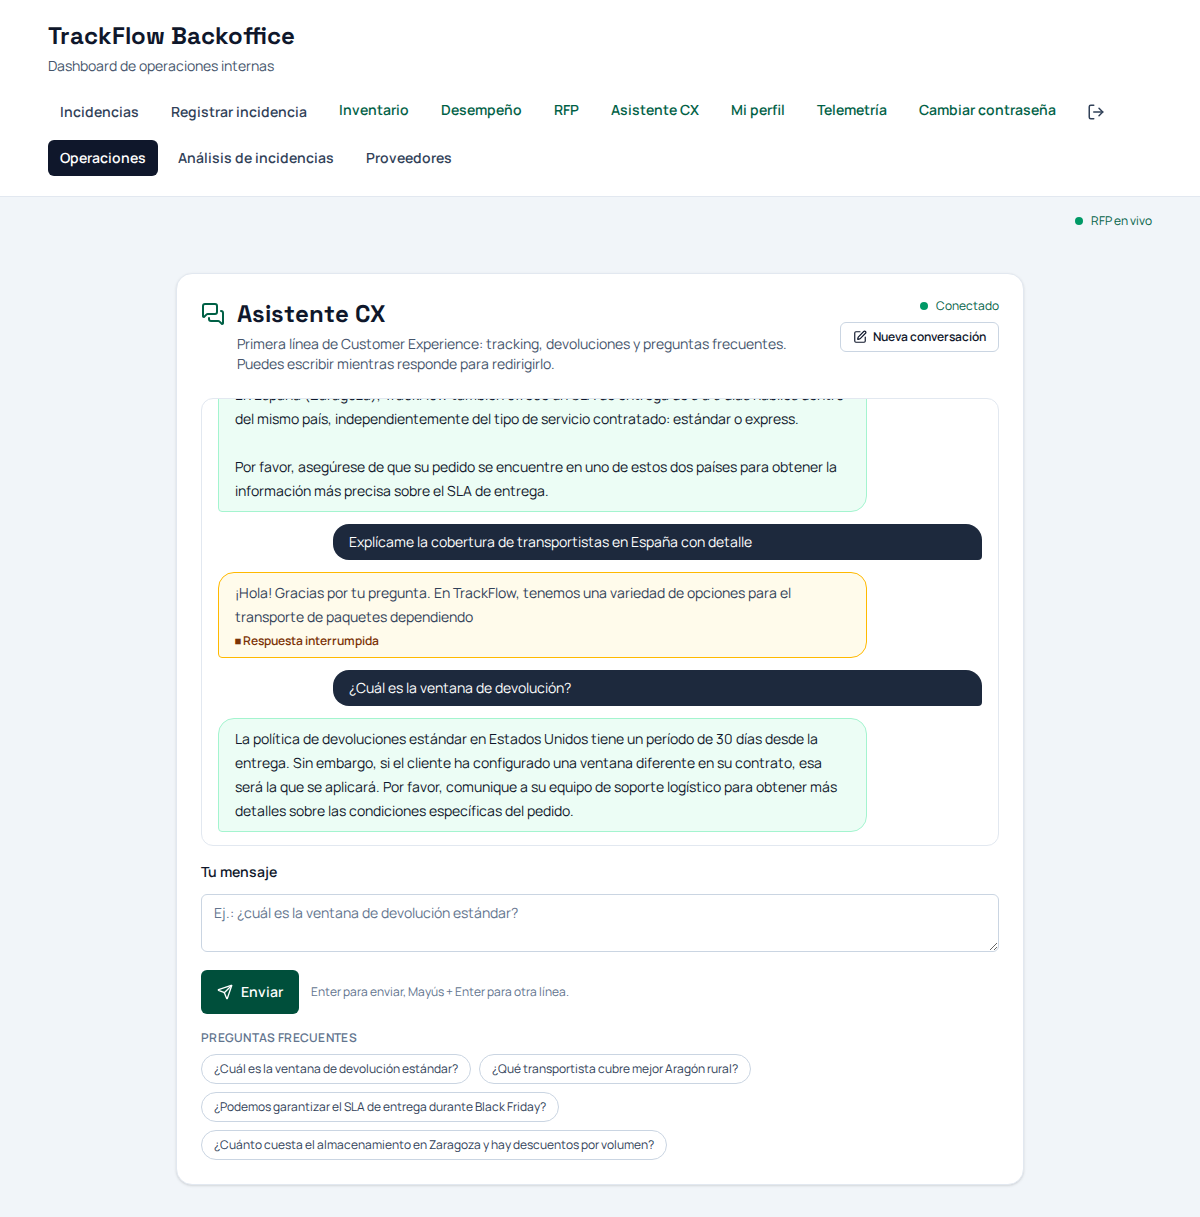 TrackFlow Backoffice
Dashboard de operaciones internas
Incidencias
Registrar incidencia
Inventario
Desempeño
RFP
Asistente CX
Mi perfil
Telemetría
Cambiar contraseña
Operaciones
Análisis de incidencias
Proveedores
RFP en vivo
Asistente CX
Primera línea de Customer Experience: tracking, devoluciones y preguntas frecuentes.
Puedes escribir mientras responde para redirigirlo.
Conectado
Nueva conversación
del mismo país, independientemente del tipo de servicio contratado: estándar o express.
Por favor, asegúrese de que su pedido se encuentre en uno de estos dos países para obtener la
información más precisa sobre el SLA de entrega.
Explícame la cobertura de transportistas en España con detalle
¡Hola! Gracias por tu pregunta. En TrackFlow, tenemos una variedad de opciones para el
transporte de paquetes dependiendo
Respuesta interrumpida
¿Cuál es la ventana de devolución?
La política de devoluciones estándar en Estados Unidos tiene un período de 30 días desde la
entrega. Sin embargo, si el cliente ha configurado una ventana diferente en su contrato, esa
será la que se aplicará. Por favor, comunique a su equipo de soporte logístico para obtener más
detalles sobre las condiciones específicas del pedido.
Tu mensaje
Ej.: ¿cuál es la ventana de devolución estándar?
Enviar
Enter para enviar, Mayús + Enter para otra línea.
PREGUNTAS FRECUENTES
¿Cuál es la ventana de devolución estándar?
¿Qué transportista cubre mejor Aragón rural?
¿Podemos garantizar el SLA de entrega durante Black Friday?
¿Cuánto cuesta el almacenamiento en Zaragoza y hay descuentos por volumen?